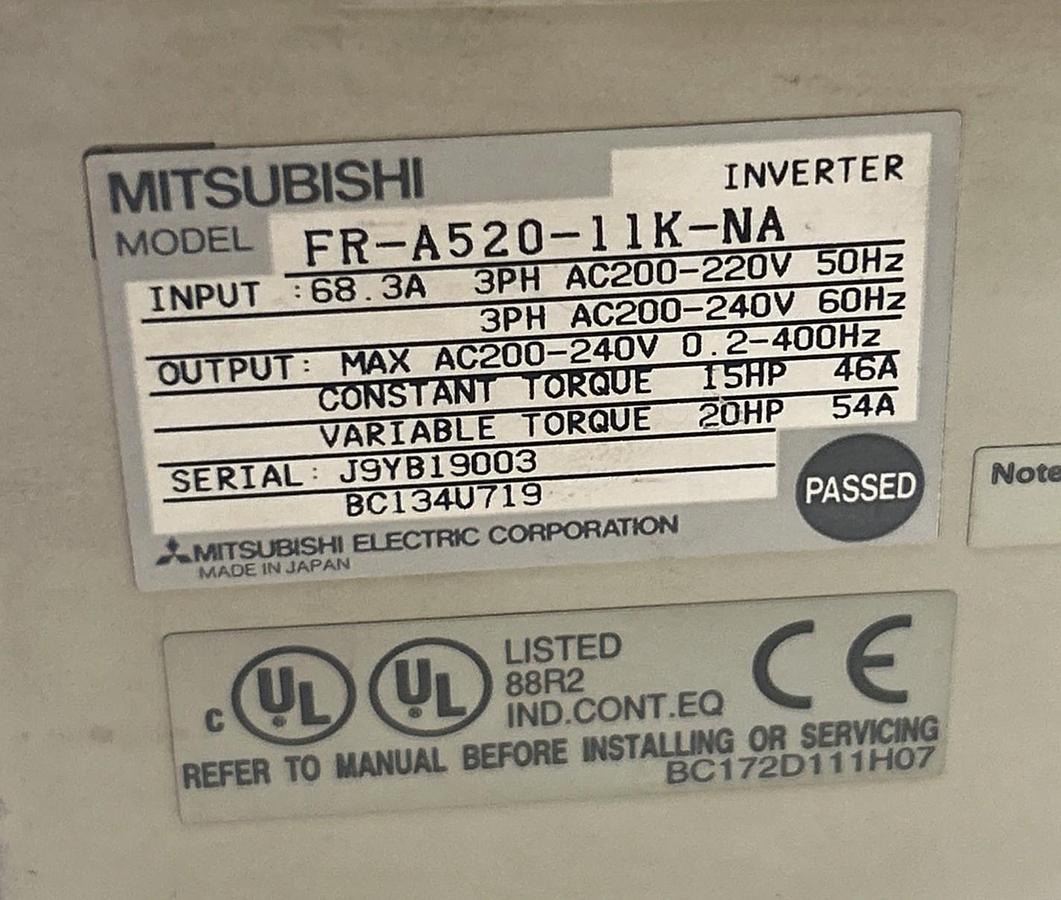 MITSUBISHI
INVERTER
MODEL FR-A520-11K-NA
INPUT :68.3A 3PH AC200-220V 50Hz
3PH AC200-240V 60Hz
OUTPUT: MAX AC200-240V 0.2-400Hz
CONSTANT TORQUE 15HP 46A
VARIABLE TORQUE 20HP 54A
SERIAL: J9YB19003
BC134U719
PASSED
MITSUBISHI ELECTRIC CORPORATION
MADE IN JAPAN
Note
c UL UL LISTED CE
88R2
IND.CONT.EQ
REFER TO MANUAL BEFORE INSTALLING OR SERVICING
BC172D111H07